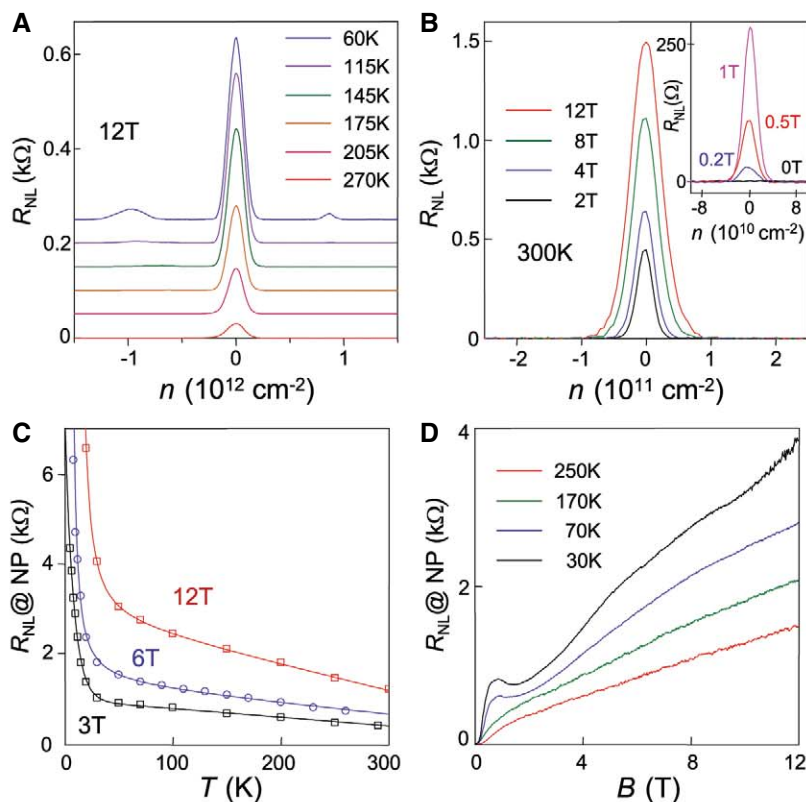 A
12T
60K
115K
145K
175K
205K
270K
R_NL (kΩ)
0.6
0.4
0.2
0
-1
0
1
n (10^12 cm^-2)
B
12T
8T
4T
2T
300K
R_NL (kΩ)
1.5
1.0
0.5
0
-2
-1
0
1
2
n (10^11 cm^-2)
R_NL(Ω)
250
0
1T
0.5T
0.2T
0T
-8
0
8
n (10^10 cm^-2)
C
R_NL@ NP (kΩ)
6
4
2
0
12T
6T
3T
0
100
200
300
T (K)
D
250K
170K
70K
30K
R_NL@ NP (kΩ)
4
2
0
0
4
8
12
B (T)